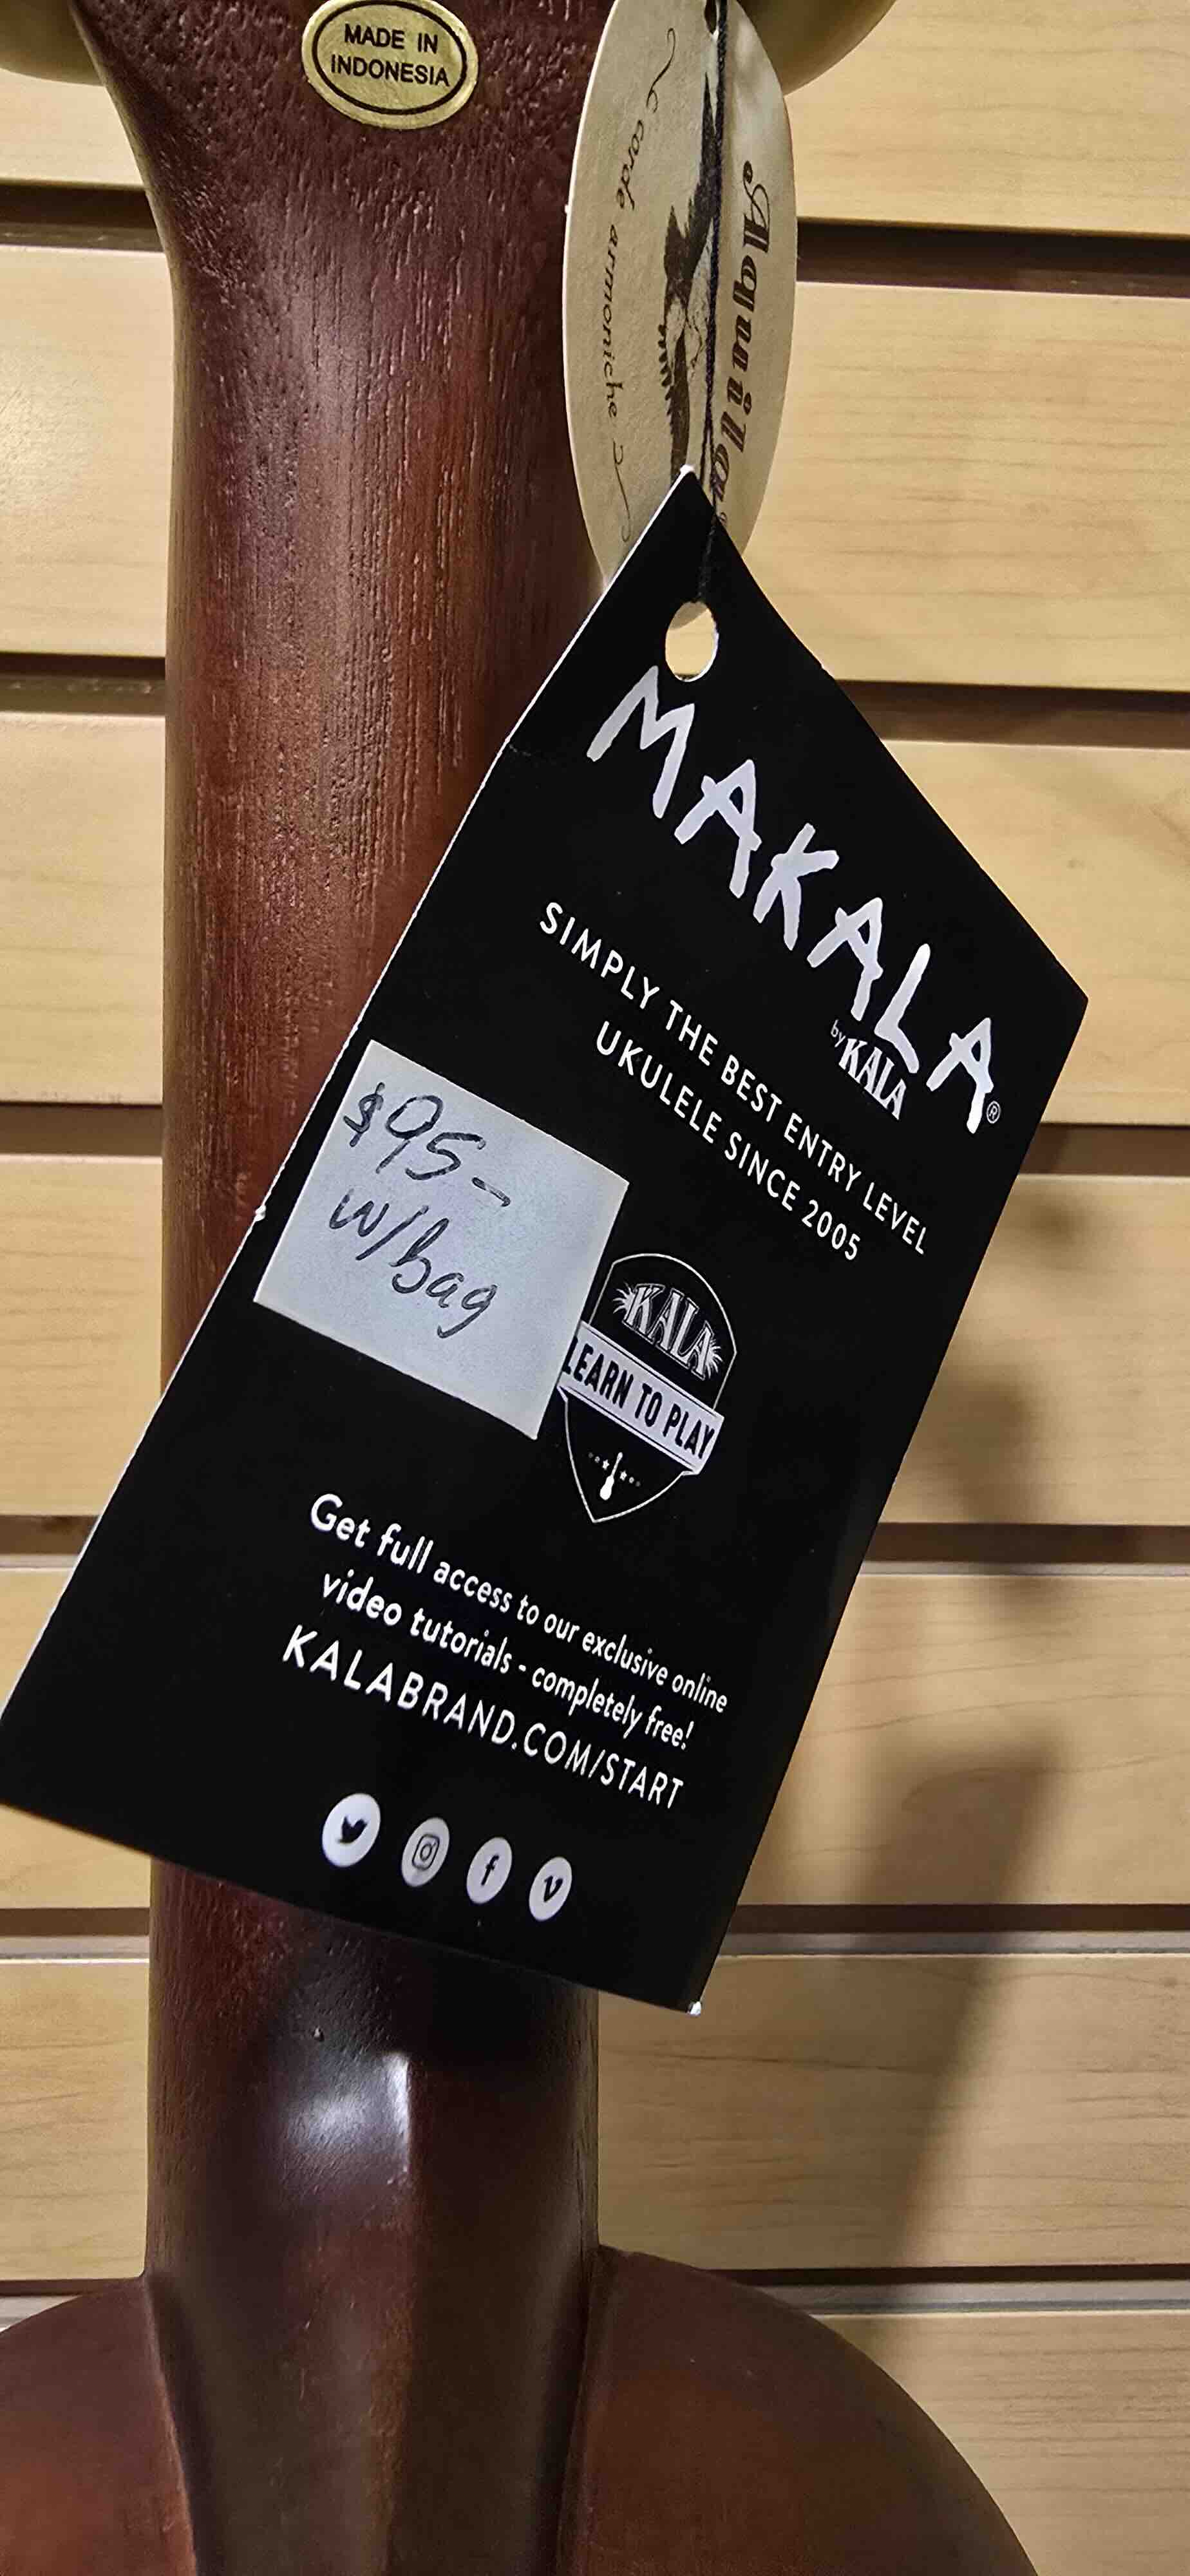 MADE IN
INDONESIA
Aquila
corde armoniche
MAKALA®
by KALA
SIMPLY THE BEST ENTRY LEVEL
UKULELE SINCE 2005
$95-
w/bag
KALA
LEARN TO PLAY
Get full access to our exclusive online
video tutorials - completely free!
KALABRAND.COM/START